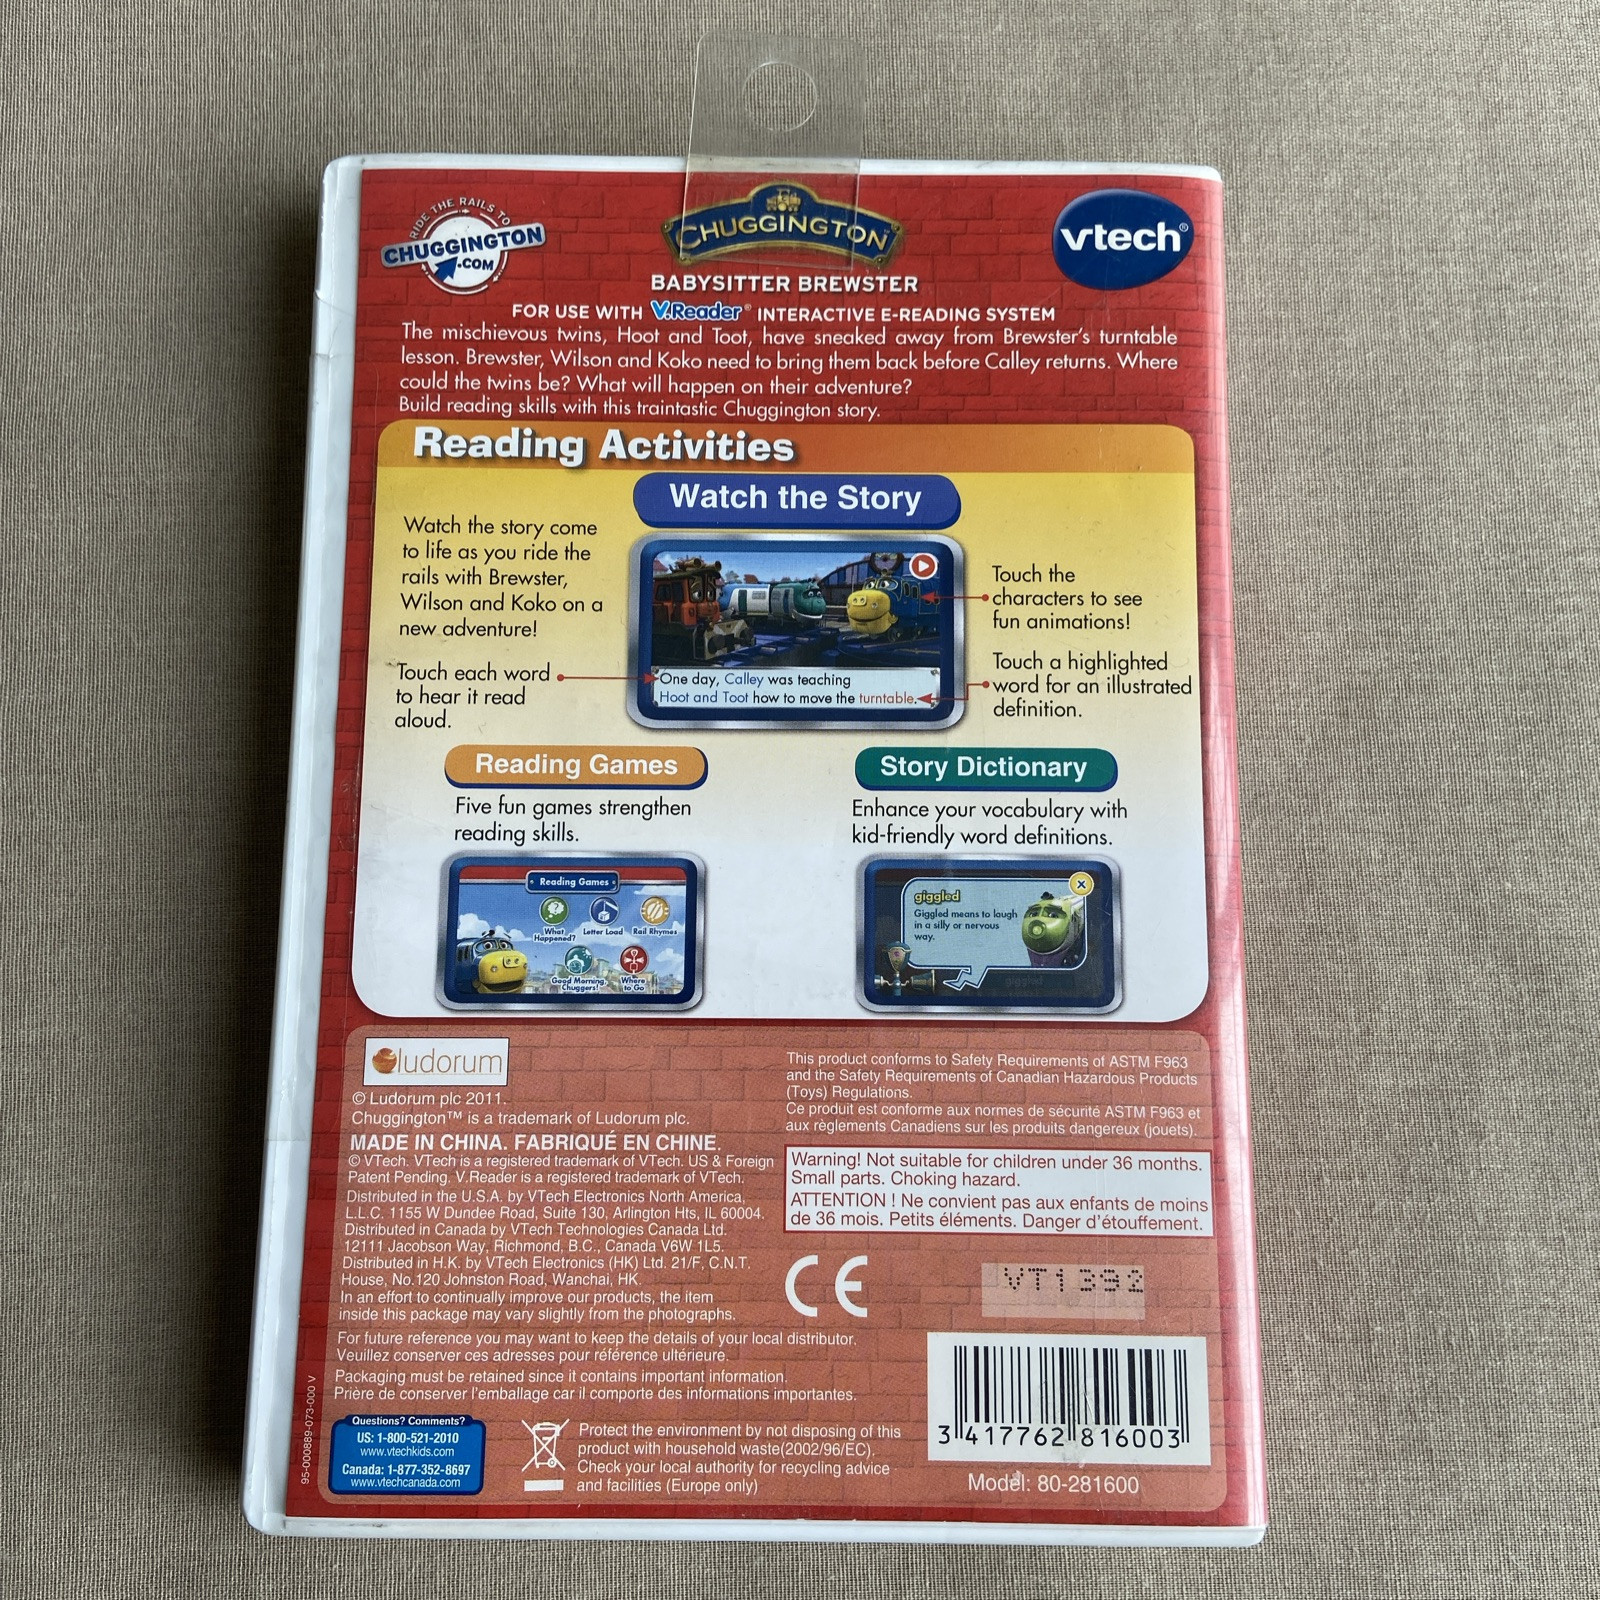 RIDE THE RAILS TO
CHUGGINGTON
.COM
CHUGGINGTON™
vtech®
BABYSITTER BREWSTER
FOR USE WITH V.Reader® INTERACTIVE E-READING SYSTEM
The mischievous twins, Hoot and Toot, have sneaked away from Brewster's turntable
lesson. Brewster, Wilson and Koko need to bring them back before Calley returns. Where
could the twins be? What will happen on their adventure?
Build reading skills with this traintastic Chuggington story.
Reading Activities
Watch the Story
Watch the story come
to life as you ride the
rails with Brewster,
Wilson and Koko on a
new adventure!
Touch each word
to hear it read
aloud.
One day, Calley was teaching
Hoot and Toot how to move the turntable.
Touch the
characters to see
fun animations!
Touch a highlighted
word for an illustrated
definition.
Reading Games
Five fun games strengthen
reading skills.
Reading Games
What
Happened?
Letter Load
Rail Rhymes
Good Morning,
Chuggers!
Where
to Go
Story Dictionary
Enhance your vocabulary with
kid-friendly word definitions.
giggled
Giggled means to laugh
in a silly or nervous
way.
ludorum
© Ludorum plc 2011.
Chuggington™ is a trademark of Ludorum plc.
MADE IN CHINA. FABRIQUÉ EN CHINE.
© VTech. VTech is a registered trademark of VTech. US & Foreign
Patent Pending. V.Reader is a registered trademark of VTech.
Distributed in the U.S.A. by VTech Electronics North America,
L.L.C. 1155 W Dundee Road, Suite 130, Arlington Hts, IL 60004.
Distributed in Canada by VTech Technologies Canada Ltd.
12111 Jacobson Way, Richmond, B.C., Canada V6W 1L5.
Distributed in H.K. by VTech Electronics (HK) Ltd. 21/F, C.N.T.
House, No.120 Johnston Road, Wanchai, HK.
In an effort to continually improve our products, the item
inside this package may vary slightly from the photographs.
For future reference you may want to keep the details of your local distributor.
Veuillez conserver ces adresses pour référence ultérieure.
Packaging must be retained since it contains important information.
Prière de conserver l'emballage car il comporte des informations importantes.
This product conforms to Safety Requirements of ASTM F963
and the Safety Requirements of Canadian Hazardous Products
(Toys) Regulations.
Ce produit est conforme aux normes de sécurité ASTM F963 et
aux règlements Canadiens sur les produits dangereux (jouets).
Warning! Not suitable for children under 36 months.
Small parts. Choking hazard.
ATTENTION ! Ne convient pas aux enfants de moins
de 36 mois. Petits éléments. Danger d'étouffement.
CE
VT1392
95-000889-073-000 V
Questions? Comments?
US: 1-800-521-2010
www.vtechkids.com
Canada: 1-877-352-8697
www.vtechcanada.com
Protect the environment by not disposing of this
product with household waste(2002/96/EC).
Check your local authority for recycling advice
and facilities (Europe only)
3 417762 816003
Model: 80-281600